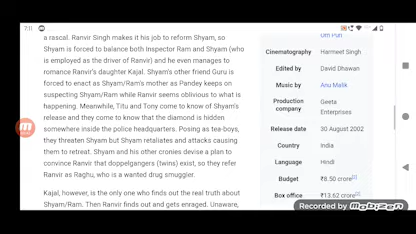 7:11
a rascal. Ranvir Singh makes it his job to reform Shyam, so
Shyam is forced to balance both Inspector Ram and Shyam (who
is employed as the driver of Ranvir) and he even manages to
romance Ranvir's daughter Kajal. Shyam's other friend Guru is
forced to enact as Shyam/Ram's mother as Pandey keeps on
suspecting Shyam/Ram while Ranvir seems oblivious to what is
happening. Meanwhile, Titu and Tony come to know of Shyam's
release and they come to know that the diamond is hidden
somewhere inside the police headquarters. Posing as tea-boys,
they threaten Shyam but Shyam retaliates and attacks causing
them to retreat. Shyam and his other cronies devise a plan to
convince Ranvir that doppelgangers (twins) exist, so they refer
Ranvir as Raghu, who is a wanted drug smuggler.
Kajal, however, is the only one who finds out the real truth about
Shyam/Ram. Then Ranvir finds out and gets enraged. Unaware,
Om Puri
Cinematography Harmeet Singh
Edited by David Dhawan
Music by Anu Malik
Production company Geeta Enterprises
Release date 30 August 2002
Country India
Language Hindi
Budget ₹8.50 crore
Box office ₹13.62 crore
Recorded by Mobizen